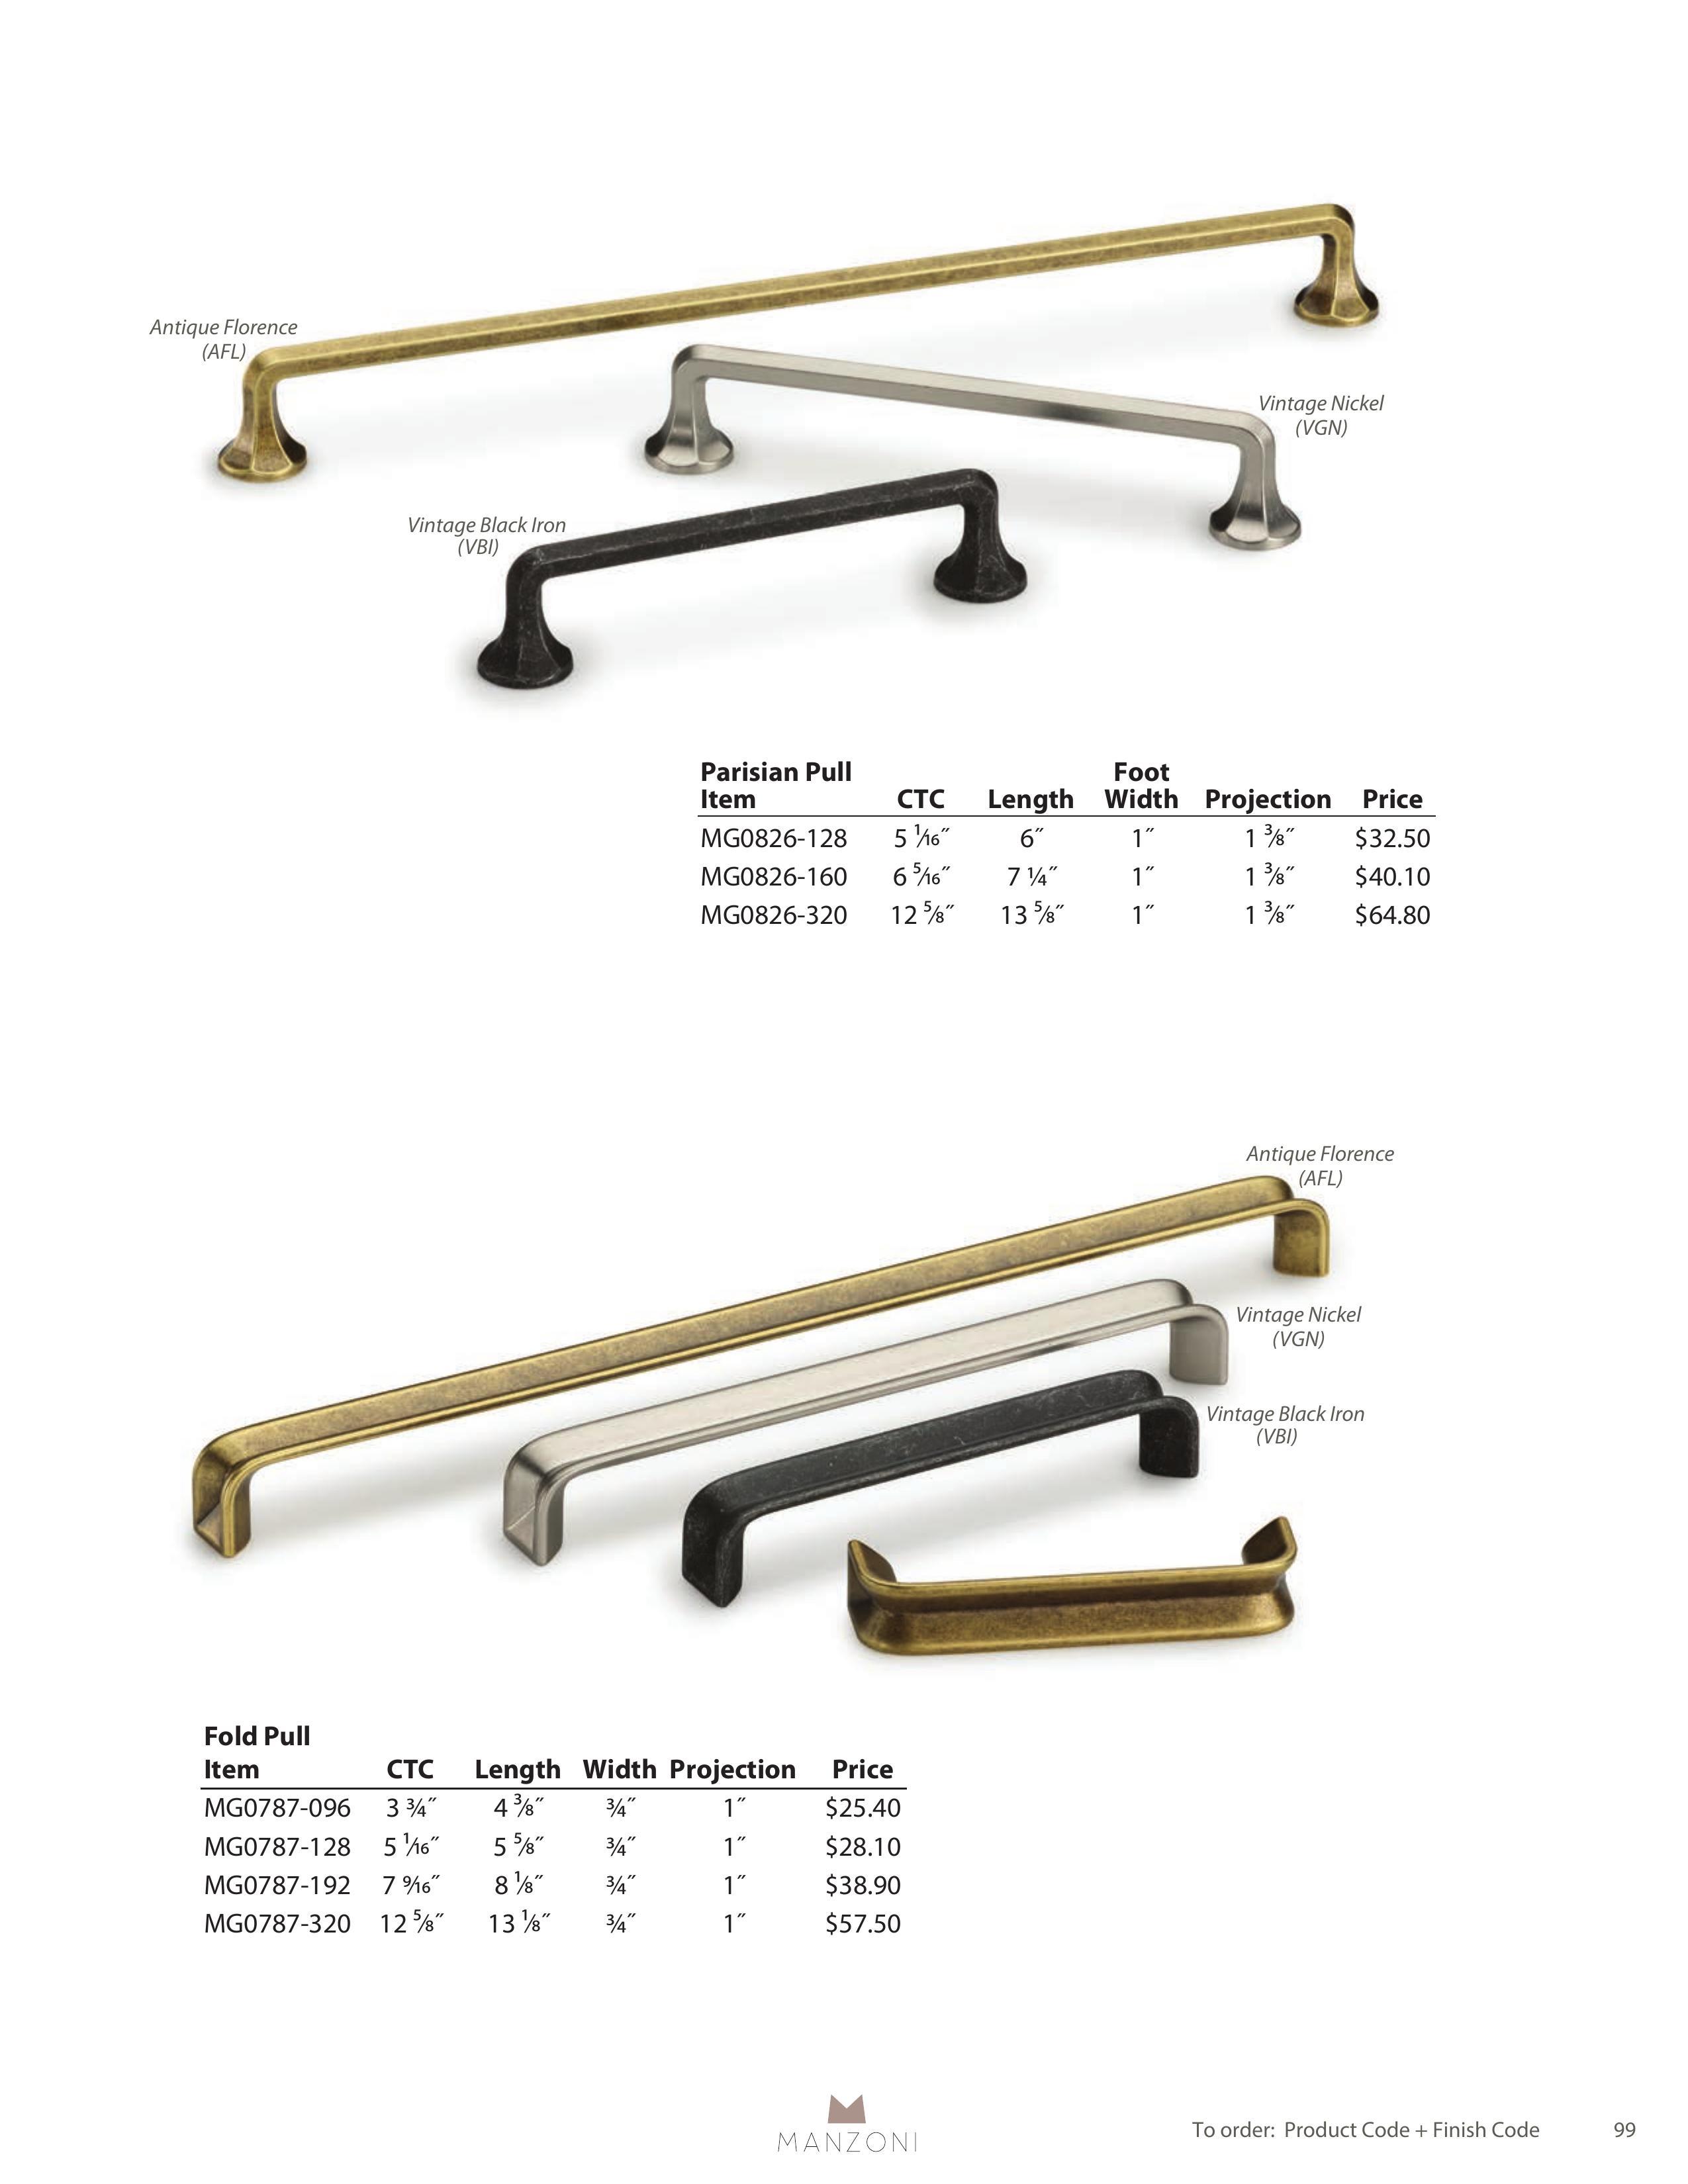 Antique Florence
(AFL)
Vintage Nickel
(VGN)
Vintage Black Iron
(VBI)
Parisian Pull Foot
Item CTC Length Width Projection Price
MG0826-128 5 1⁄16″ 6″ 1″ 1 3⁄8″ $32.50
MG0826-160 6 5⁄16″ 7 1⁄4″ 1″ 1 3⁄8″ $40.10
MG0826-320 12 5⁄8″ 13 5⁄8″ 1″ 1 3⁄8″ $64.80
Antique Florence
(AFL)
Vintage Nickel
(VGN)
Vintage Black Iron
(VBI)
Fold Pull
Item CTC Length Width Projection Price
MG0787-096 3 3⁄4″ 4 3⁄8″ 3⁄4″ 1″ $25.40
MG0787-128 5 1⁄16″ 5 5⁄8″ 3⁄4″ 1″ $28.10
MG0787-192 7 9⁄16″ 8 1⁄8″ 3⁄4″ 1″ $38.90
MG0787-320 12 5⁄8″ 13 1⁄8″ 3⁄4″ 1″ $57.50
MANZONI
To order: Product Code + Finish Code 99